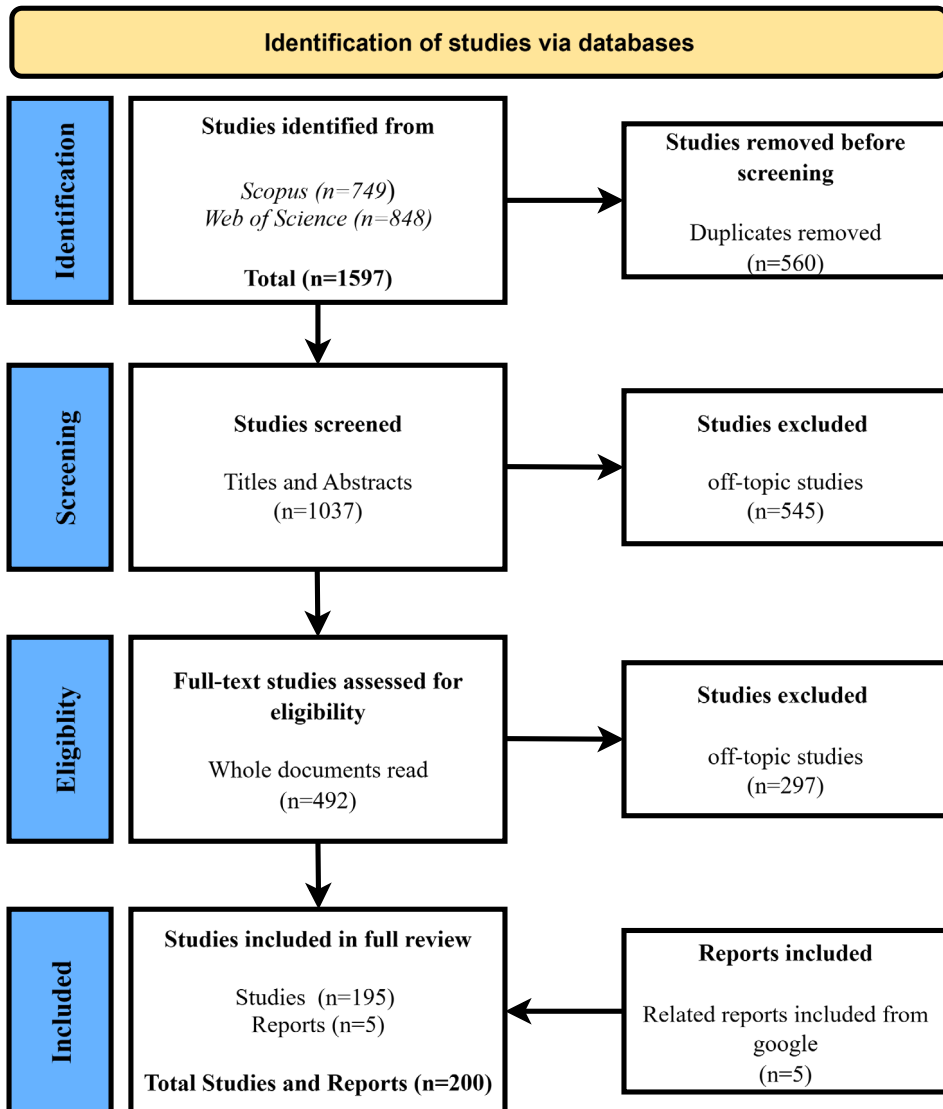 Identification of studies via databases
Identification
Studies identified from
Scopus (n=749)
Web of Science (n=848)
Total (n=1597)
Studies removed before
screening
Duplicates removed
(n=560)
Screening
Studies screened
Titles and Abstracts
(n=1037)
Studies excluded
off-topic studies
(n=545)
Eligiblity
Full-text studies assessed for
eligibility
Whole documents read
(n=492)
Studies excluded
off-topic studies
(n=297)
Included
Studies included in full review
Studies (n=195)
Reports (n=5)
Total Studies and Reports (n=200)
Reports included
Related reports included from
google
(n=5)